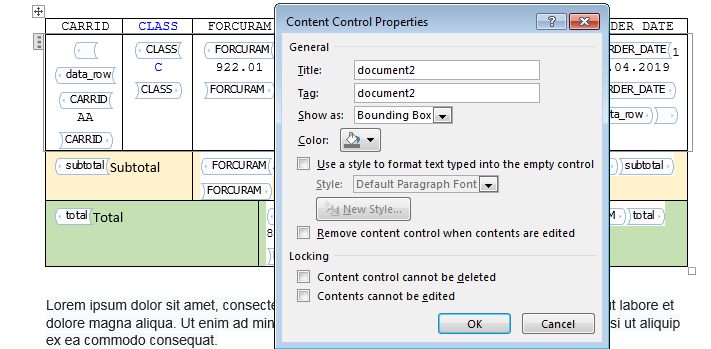 CARRID CLASS FORCURAM DER DATE
CLASS FORCURAM RDER_DATE 1
data_row C 922.01 .04.2019
CARRID CLASS FORCURAM RDER_DATE
AA ta_row
CARRID
subtotal Subtotal FORCURAM subtotal
FORCURAM
total Total M total
8
Content Control Properties ? ×
General
Title: document2
Tag: document2
Show as: Bounding Box
Color:
Use a style to format text typed into the empty control
Style: Default Paragraph Font
New Style...
Remove content control when contents are edited
Locking
Content control cannot be deleted
Contents cannot be edited
OK Cancel
Lorem ipsum dolor sit amet, consecte ut labore et
dolore magna aliqua. Ut enim ad min si ut aliquip
ex ea commodo consequat.